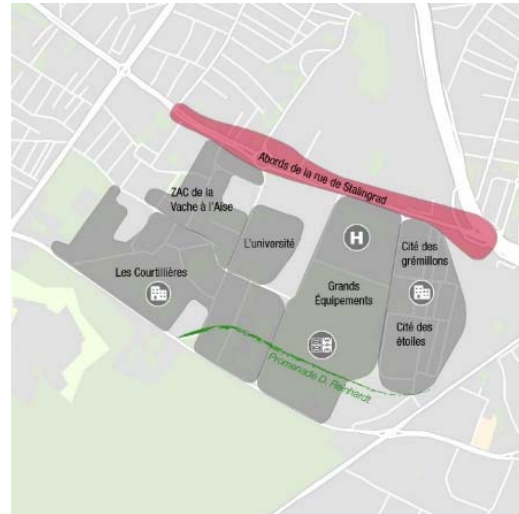 Abords de la rue de Stalingrad
ZAC de la
Vache à l'Aise
L'université
H
Cité des
grémillons
Les Courtillières
Grands
Équipements
Cité des
étoiles
Promenade D. Reinhardt